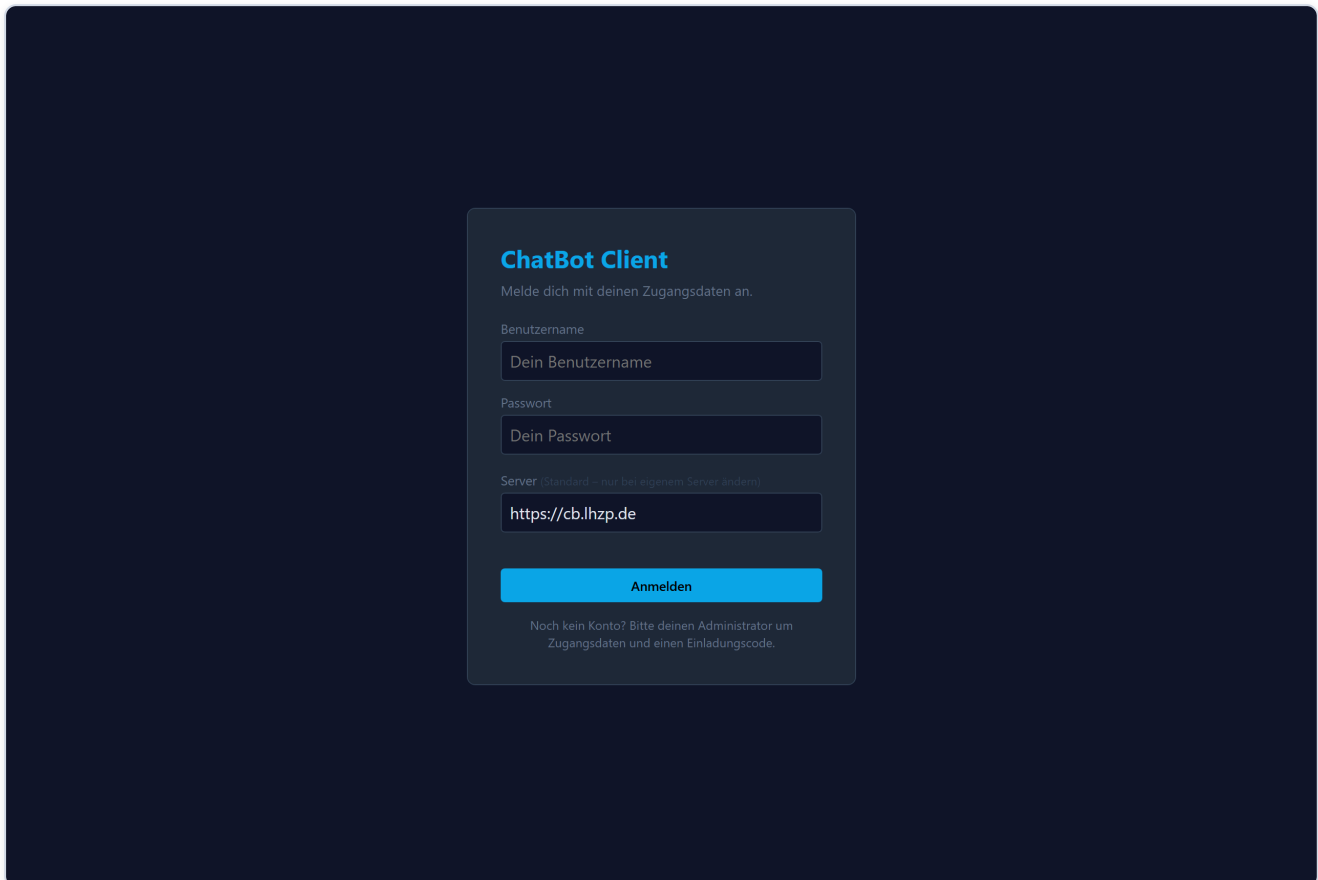 ChatBot Client
Melde dich mit deinen Zugangsdaten an.
Benutzername
Dein Benutzername
Passwort
Dein Passwort
Server (Standard – nur bei eigenem Server ändern)
https://cb.lhzp.de
Anmelden
Noch kein Konto? Bitte deinen Administrator um
Zugangsdaten und einen Einladungscode.